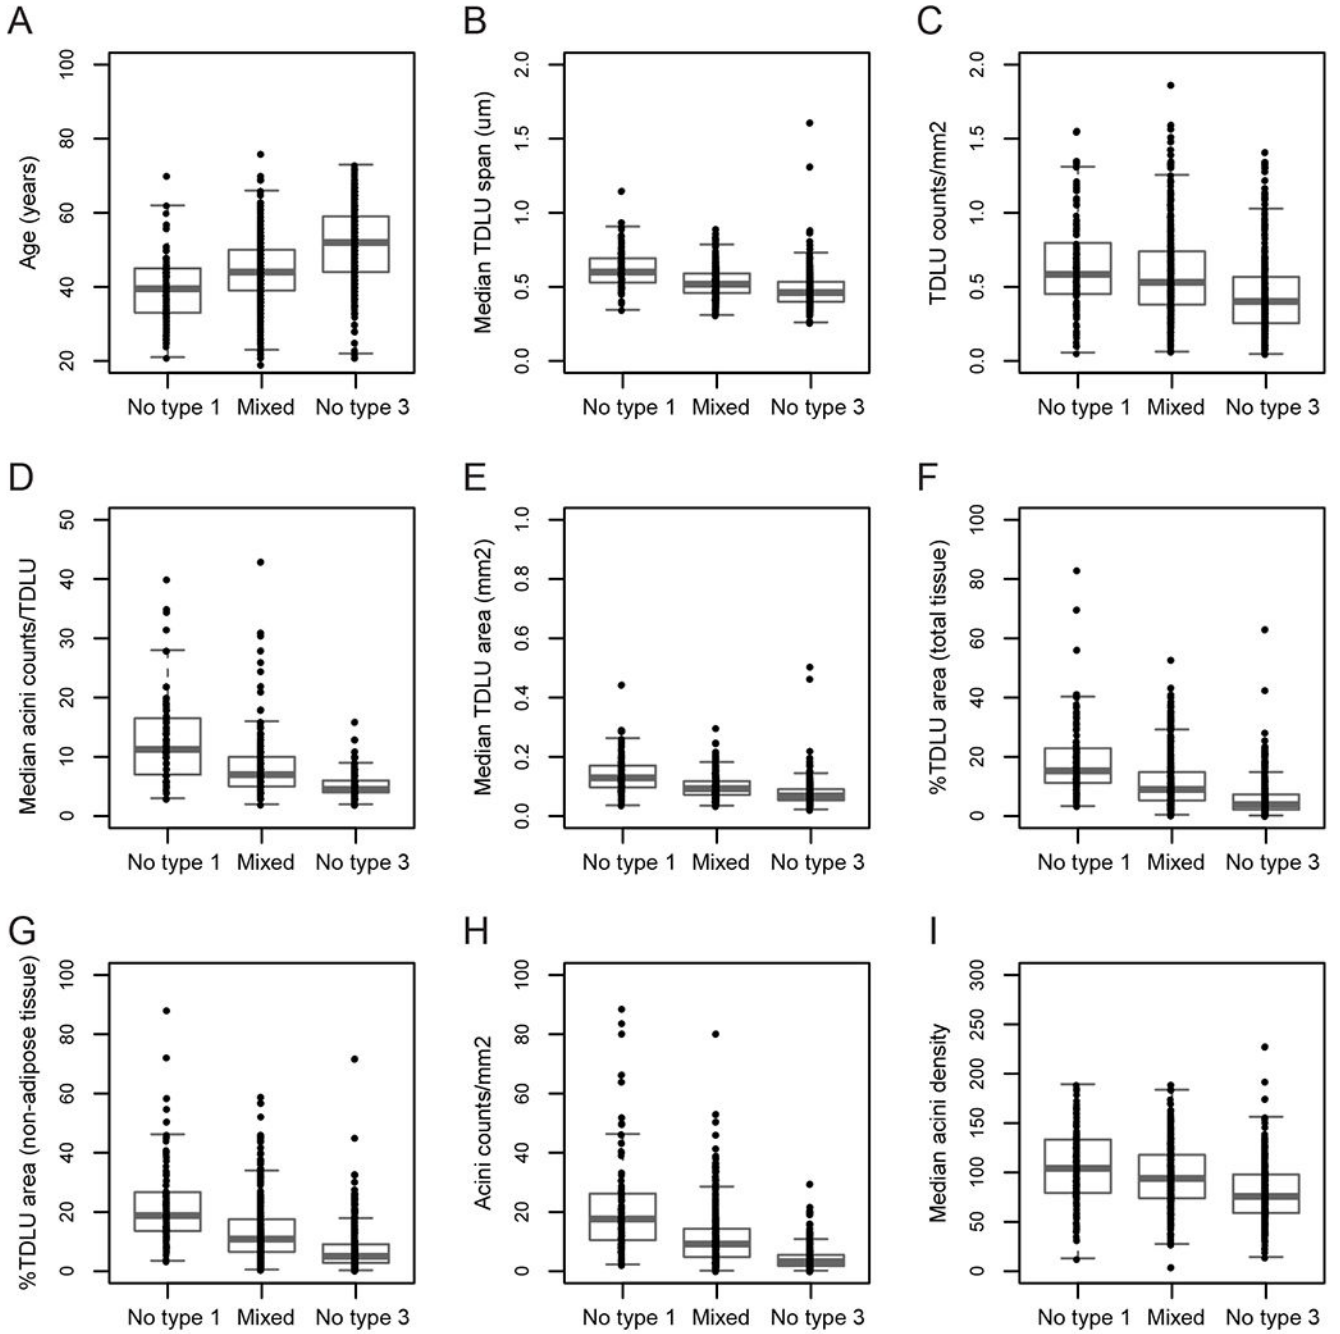 A
B
C
Age (years)
100
80
60
40
20
No type 1 Mixed No type 3
Median TDLU span (um)
2.0
1.5
1.0
0.5
0.0
No type 1 Mixed No type 3
TDLU counts/mm2
2.0
1.5
1.0
0.5
0.0
No type 1 Mixed No type 3
D
E
F
Median acini counts/TDLU
50
40
30
20
10
0
No type 1 Mixed No type 3
Median TDLU area (mm2)
1.0
0.8
0.6
0.4
0.2
0.0
No type 1 Mixed No type 3
%TDLU area (total tissue)
100
80
60
40
20
0
No type 1 Mixed No type 3
G
H
I
%TDLU area (non-adipose tissue)
100
80
60
40
20
0
No type 1 Mixed No type 3
Acini counts/mm2
100
80
60
40
20
0
No type 1 Mixed No type 3
Median acini density
300
250
200
150
100
50
0
No type 1 Mixed No type 3